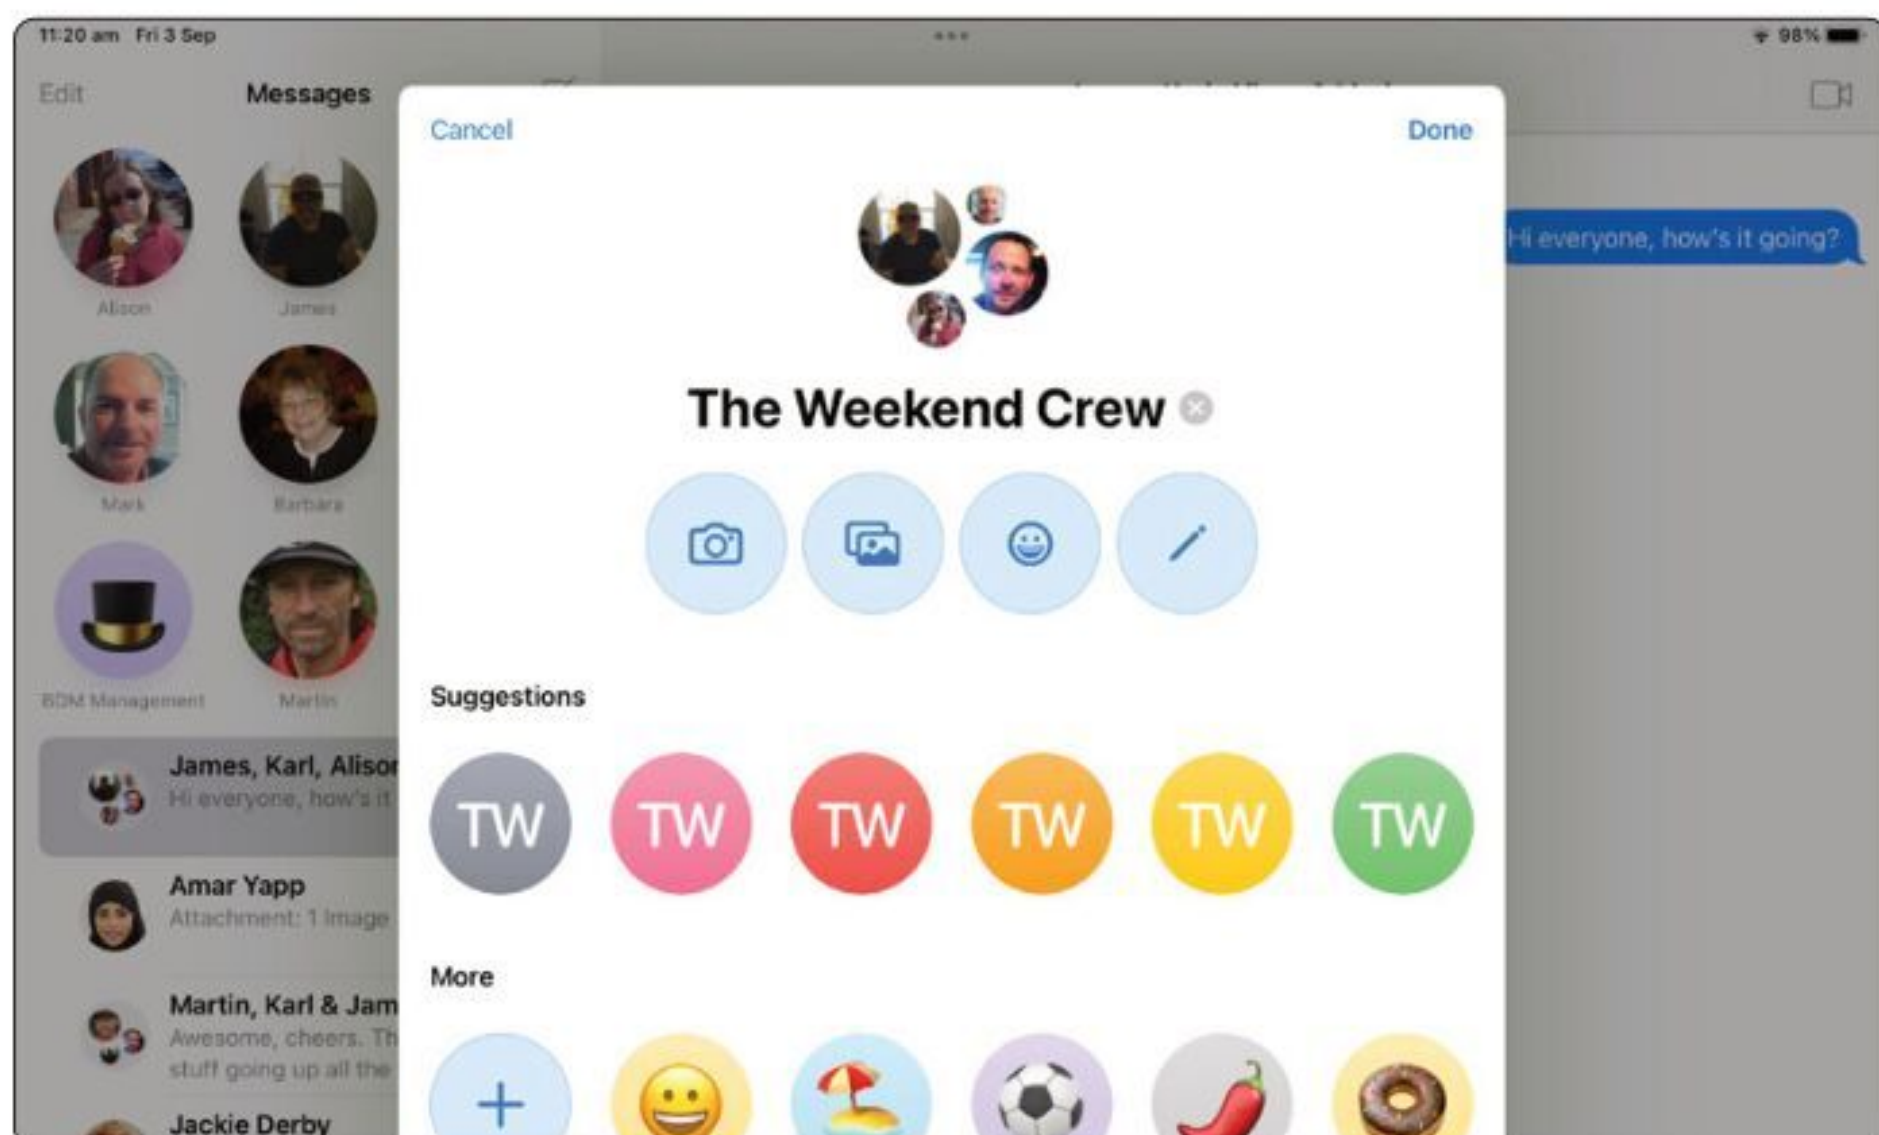 11:20 am Fri 3 Sep
98%
Edit
Messages
Alison
James
Mark
Barbara
BDM Management
Martin
James, Karl, Alison
Hi everyone, how's it
Amar Yapp
Attachment: 1 Image
Martin, Karl & Jam
Awesome, cheers. Th
stuff going up all the
Jackie Derby
Cancel
Done
The Weekend Crew
Suggestions
TW
TW
TW
TW
TW
TW
More
Hi everyone, how's it going?